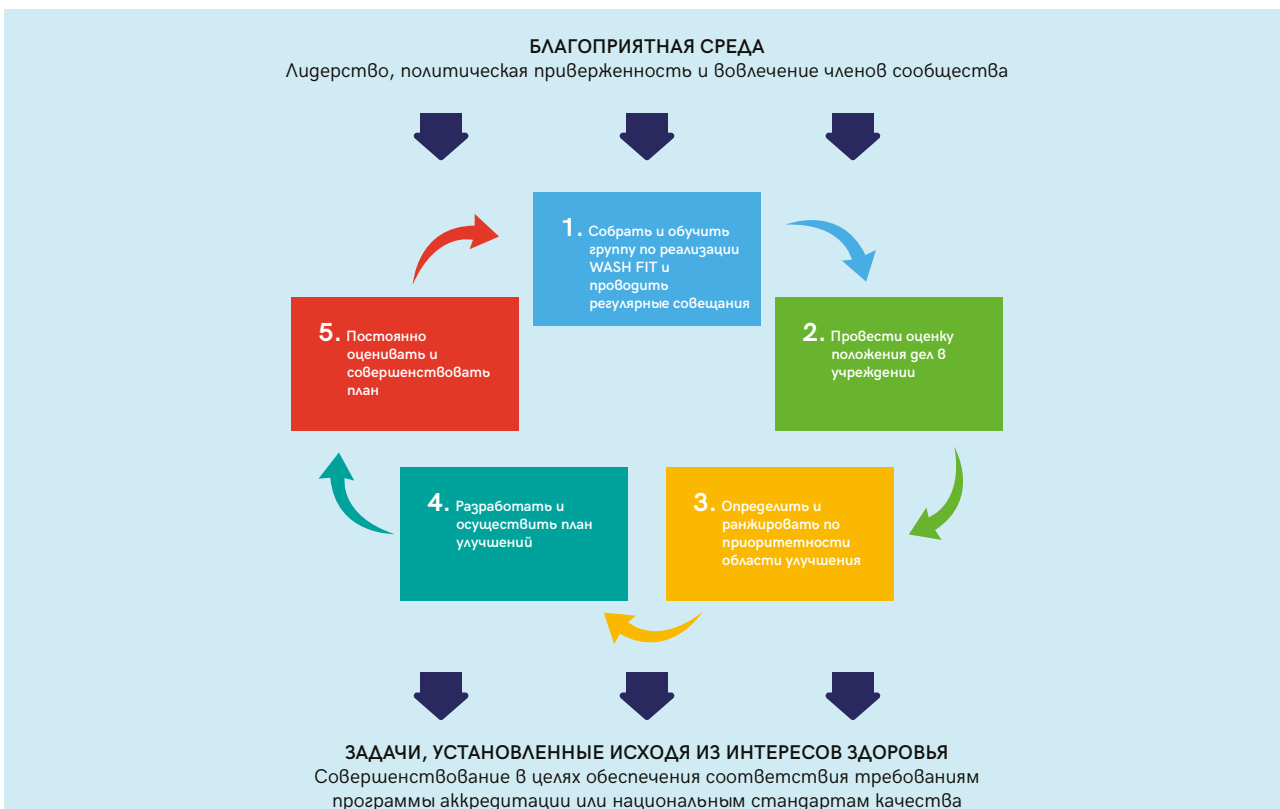 БЛАГОПРИЯТНАЯ СРЕДА
Лидерство, политическая приверженность и вовлечение членов сообщества
1. Собрать и обучить
группу по реализации
WASH FIT и
проводить
регулярные совещания
2. Провести оценку
положения дел в
учреждении
3. Определить и
ранжировать по
приоритетности
области улучшения
4. Разработать и
осуществить план
улучшений
5. Постоянно
оценивать и
совершенствовать
план
ЗАДАЧИ, УСТАНОВЛЕННЫЕ ИСХОДЯ ИЗ ИНТЕРЕСОВ ЗДОРОВЬЯ
Совершенствование в целях обеспечения соответствия требованиям
программы аккредитации или национальным стандартам качества